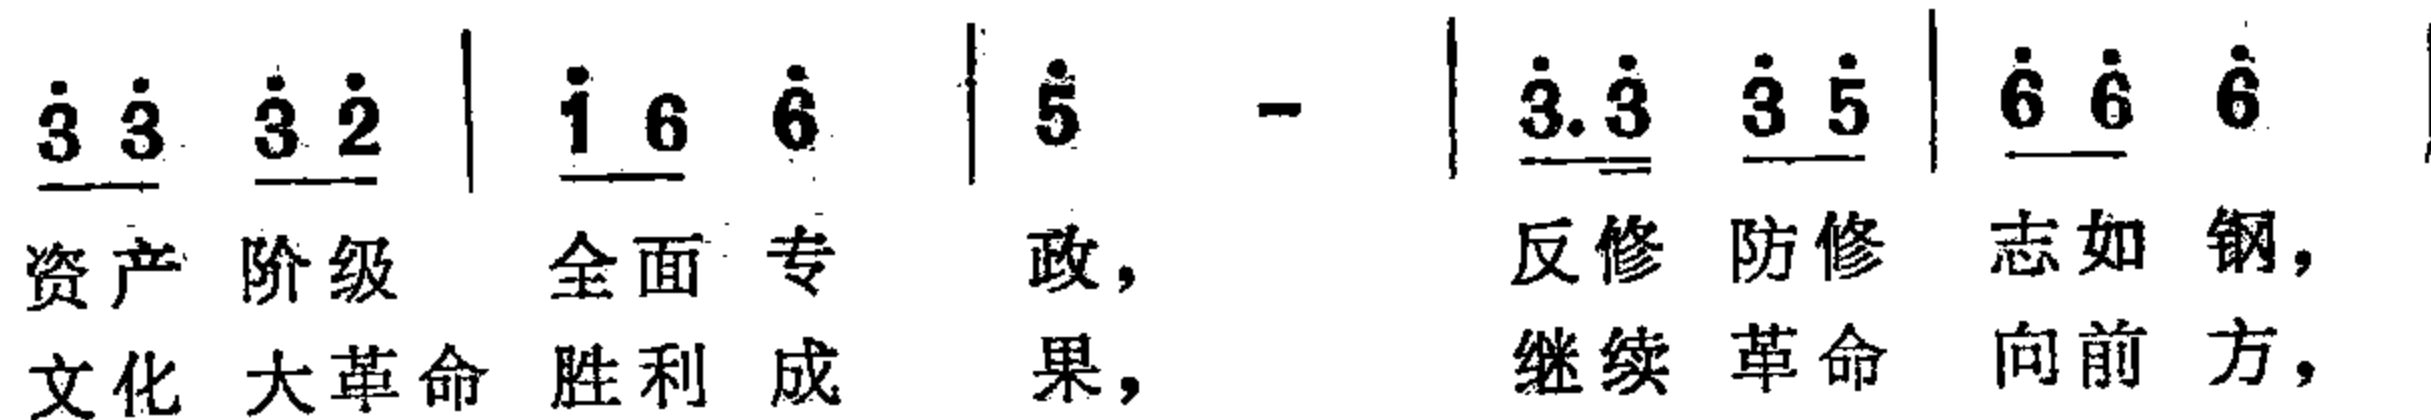 3̇ 3̇ 3̇ 2̇ | 1̇ 6 6̇ | 5̇ - | 3̇. 3̇ 3̇ 5̇ | 6̇ 6̇ 6̇ |
资产 阶级 全面 专 政， 反修 防修 志如 钢，
文化 大革命 胜利 成 果， 继续 革命 向前 方，